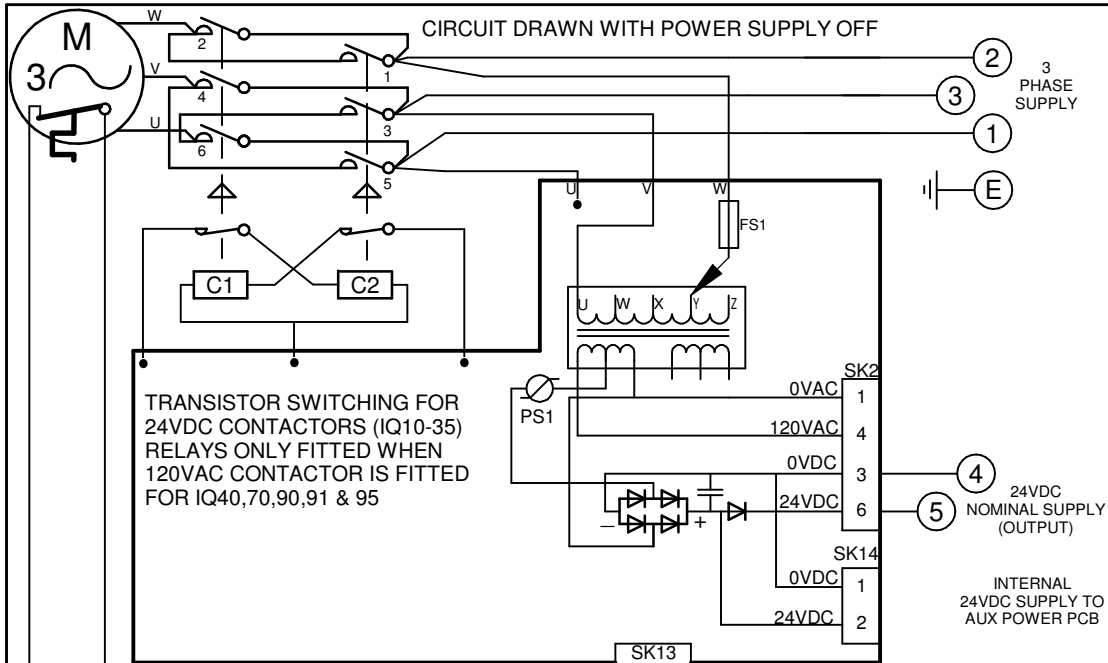 CIRCUIT DRAWN WITH POWER SUPPLY OFF
M
3
W
V
U
2
4
6
1
3
5
2
3
1
E
3
PHASE
SUPPLY
U
V
W
FS1
C1
C2
U
W
X
Y
Z
PS1
TRANSISTOR SWITCHING FOR
24VDC CONTACTORS (IQ10-35)
RELAYS ONLY FITTED WHEN
120VAC CONTACTOR IS FITTED
FOR IQ40,70,90,91 & 95
SK2
0VAC
1
120VAC
4
0VDC
3
24VDC
6
4
5
24VDC
NOMINAL SUPPLY
(OUTPUT)
–
+
SK14
0VDC
1
24VDC
2
INTERNAL
24VDC SUPPLY TO
AUX POWER PCB
SK13